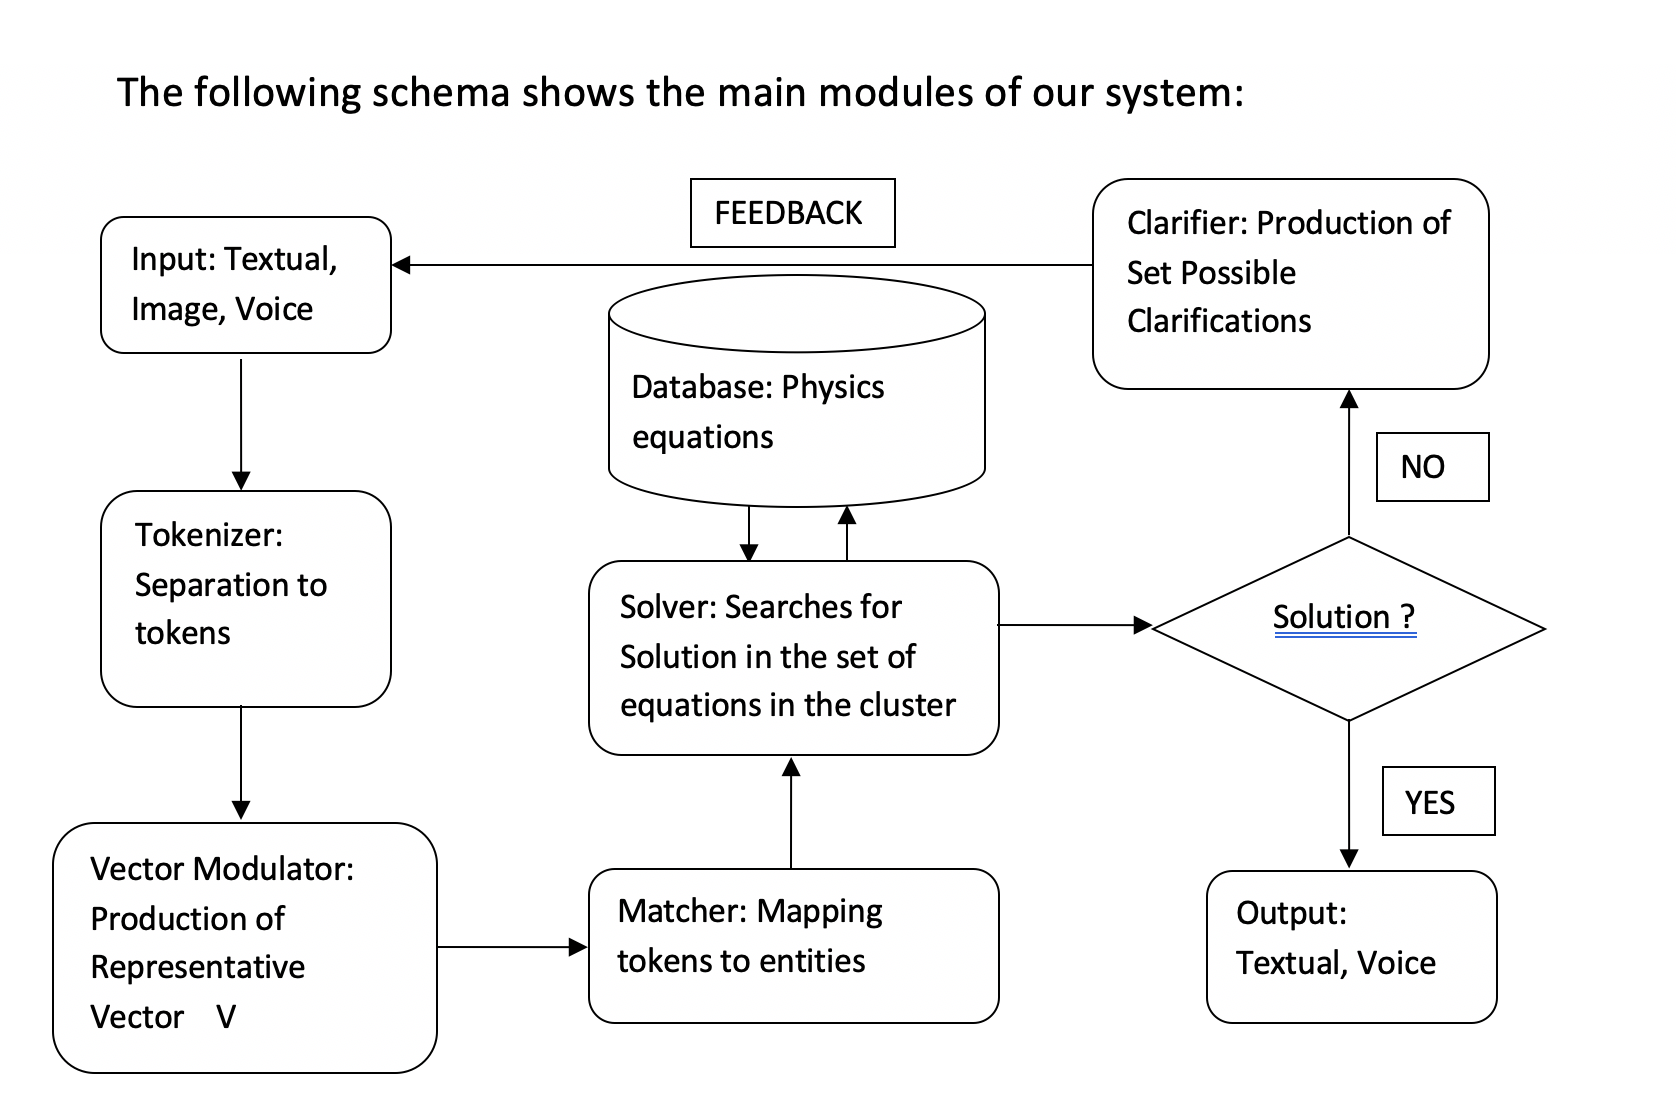 The following schema shows the main modules of our system:
FEEDBACK
Input: Textual,
Image, Voice
Clarifier: Production of
Set Possible
Clarifications
Database: Physics
equations
NO
Tokenizer:
Separation to
tokens
Solver: Searches for
Solution in the set of
equations in the cluster
Solution ?
YES
Vector Modulator:
Production of
Representative
Vector V
Matcher: Mapping
tokens to entities
Output:
Textual, Voice